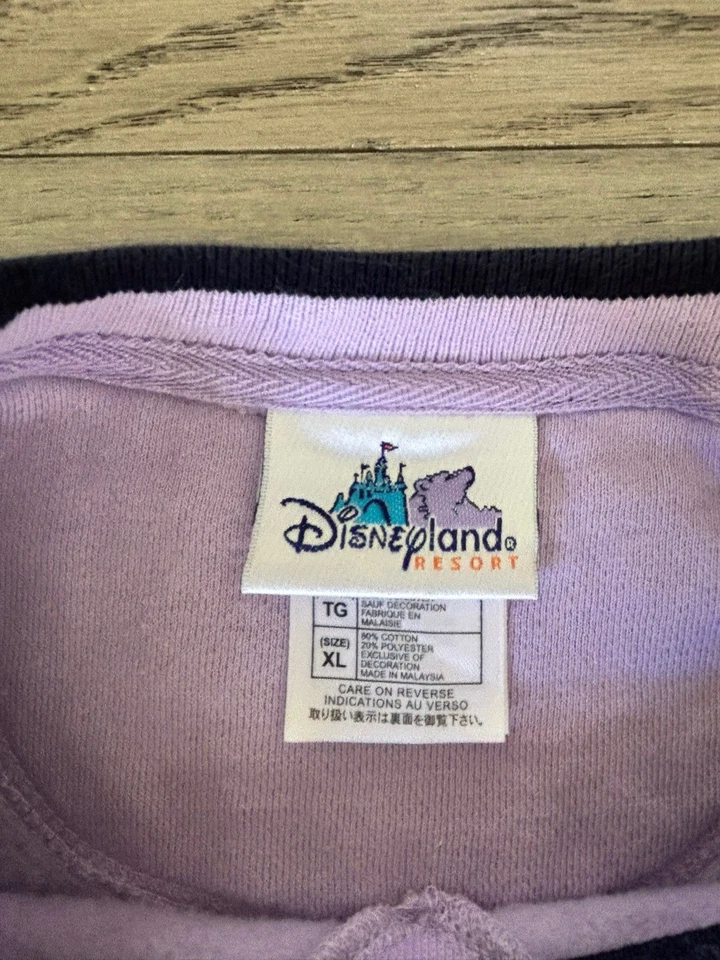 Disneyland®
RESORT
TG
SAUF DÉCORATION
FABRIQUÉ EN
MALAISIE
(SIZE)
XL
80% COTTON
20% POLYESTER
EXCLUSIVE OF
DECORATION
MADE IN MALAYSIA
CARE ON REVERSE
INDICATIONS AU VERSO
取り扱い表示は裏面を御覧下さい。